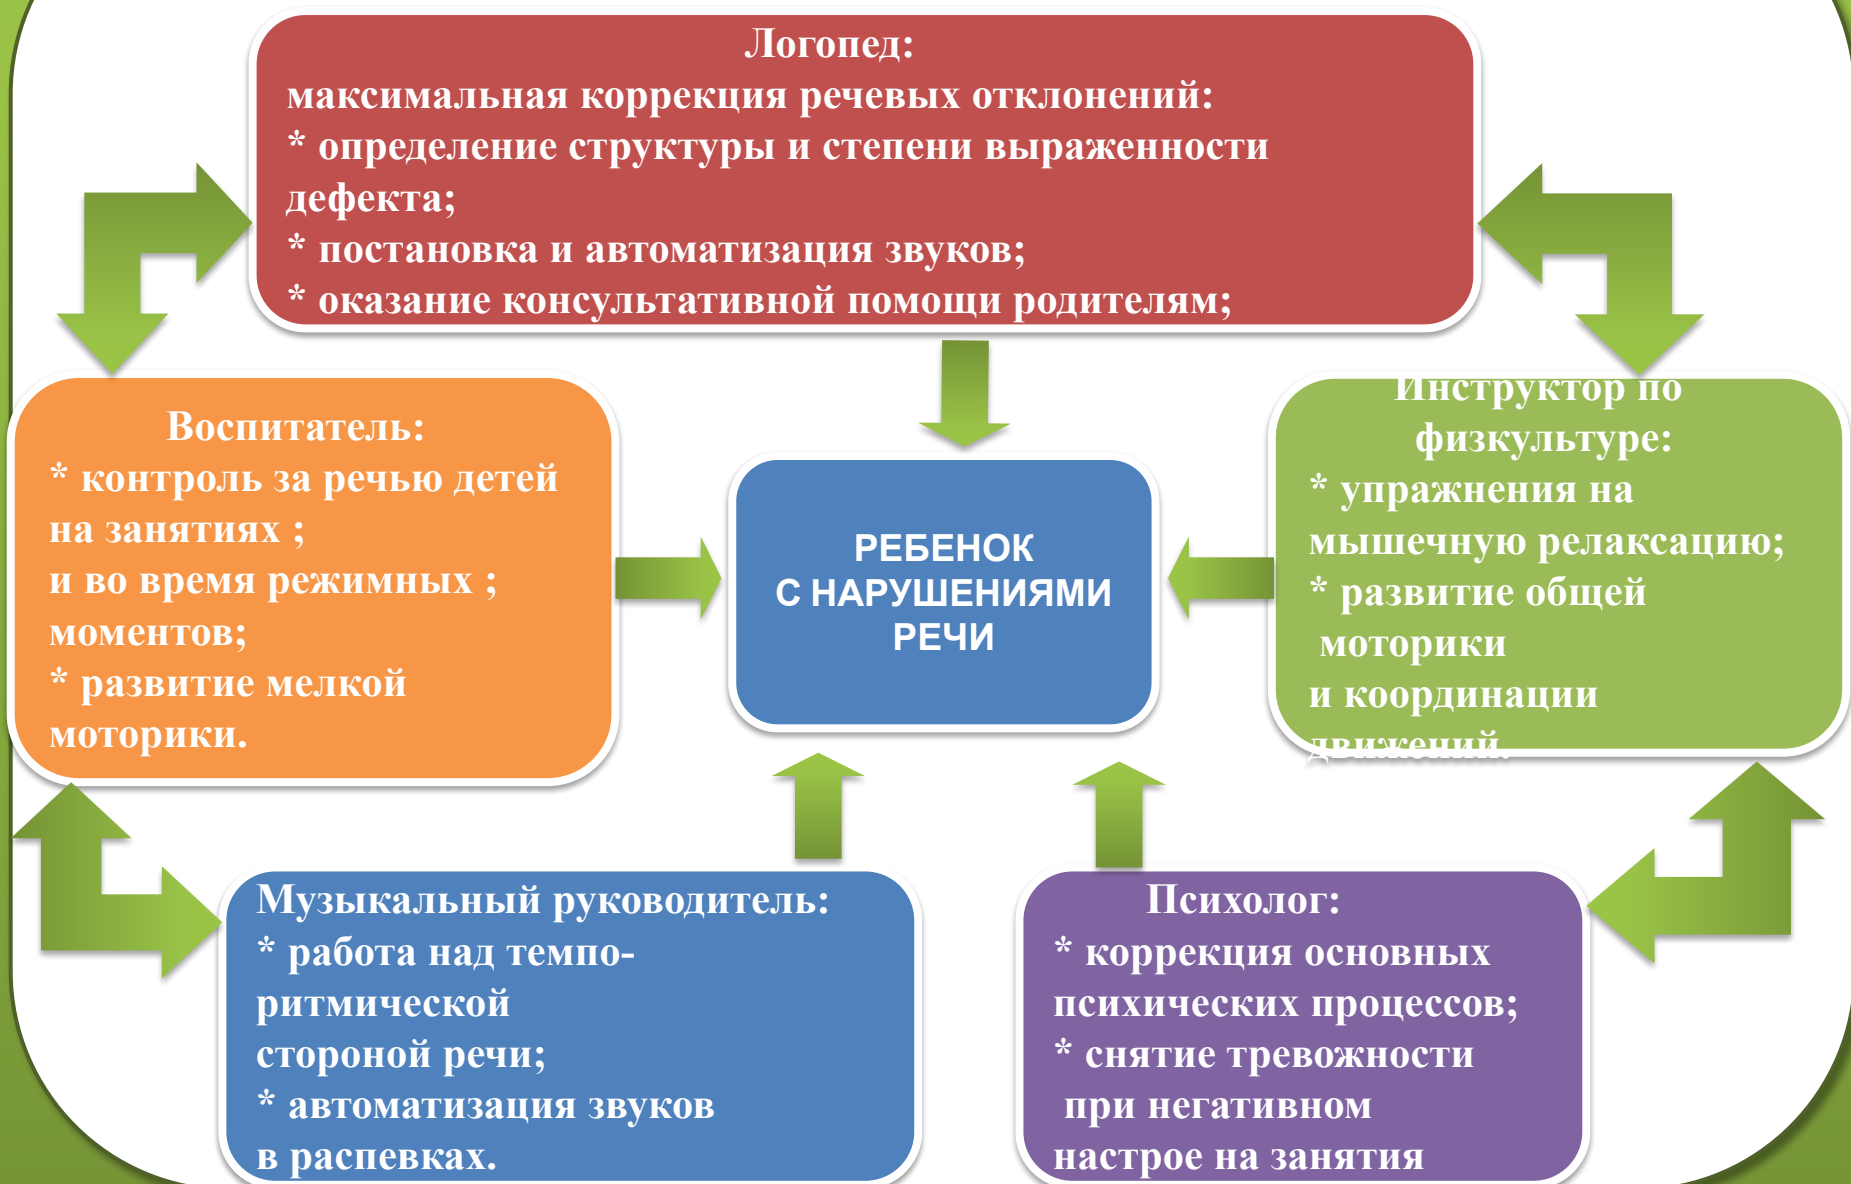 Логопед:
максимальная коррекция речевых отклонений:
* определение структуры и степени выраженности
дефекта;
* постановка и автоматизация звуков;
* оказание консультативной помощи родителям;
Воспитатель:
* контроль за речью детей
на занятиях ;
и во время режимных ;
моментов;
* развитие мелкой
моторики.
РЕБЕНОК
С НАРУШЕНИЯМИ
РЕЧИ
Инструктор по
физкультуре:
* упражнения на
мышечную релаксацию;
* развитие общей
моторики
и координации
движений.
Музыкальный руководитель:
* работа над темпо-
ритмической
стороной речи;
* автоматизация звуков
в распевках.
Психолог:
* коррекция основных
психических процессов;
* снятие тревожности
при негативном
настрое на занятия